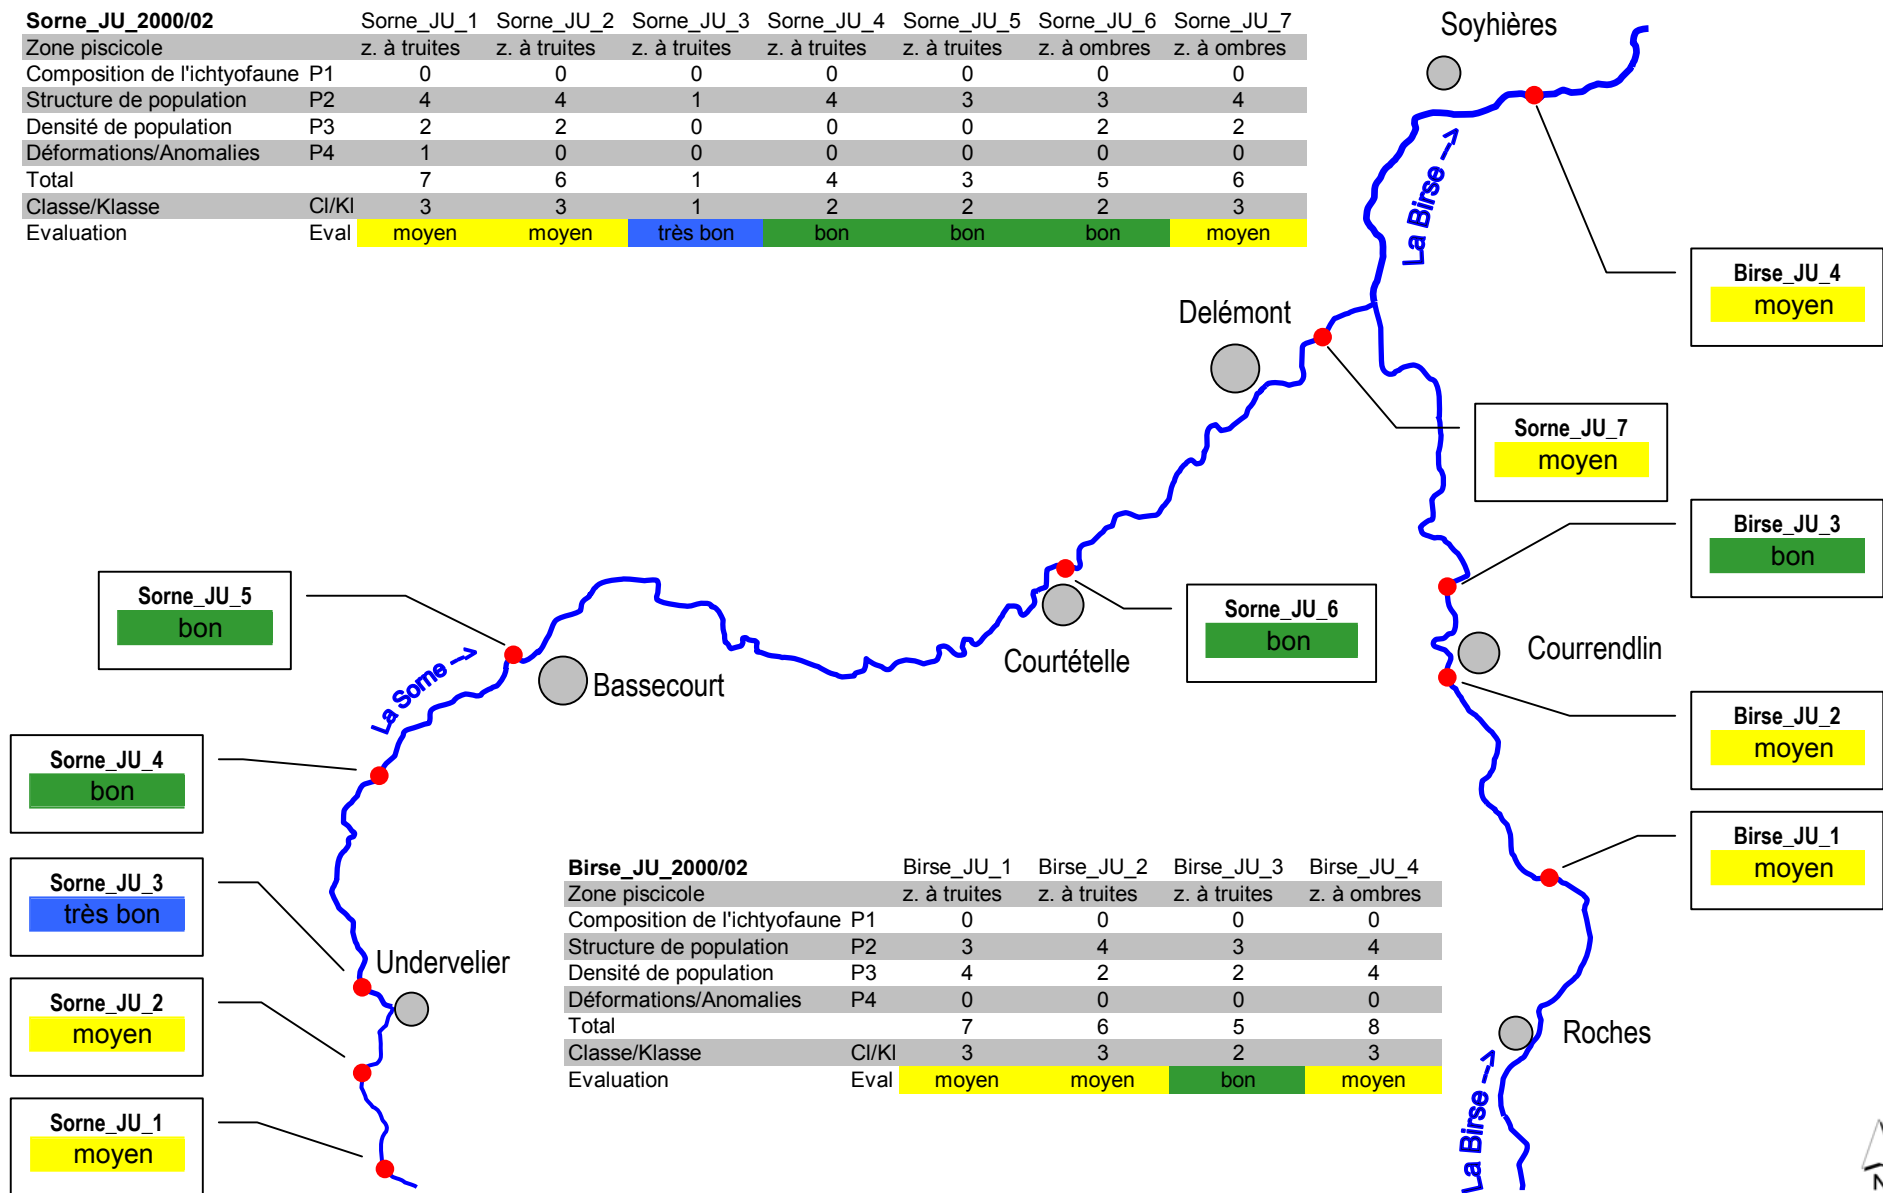 Sorne_JU_2000/02 Sorne_JU_1 Sorne_JU_2 Sorne_JU_3 Sorne_JU_4 Sorne_JU_5 Sorne_JU_6 Sorne_JU_7
Zone piscicole z. à truites z. à truites z. à truites z. à truites z. à truites z. à ombres z. à ombres
Composition de l'ichtyofaune P1 0 0 0 0 0 0 0
Structure de population P2 4 4 1 4 3 3 4
Densité de population P3 2 2 0 0 0 2 2
Déformations/Anomalies P4 1 0 0 0 0 0 0
Total 7 6 1 4 3 5 6
Classe/Klasse Cl/Kl 3 3 1 2 2 2 3
Evaluation Eval moyen moyen très bon bon bon bon moyen
Soyhières
La Birse -->
Birse_JU_4
moyen
Delémont
Sorne_JU_7
moyen
Birse_JU_3
bon
Sorne_JU_5
bon
Sorne_JU_6
bon
Courtételle
Courrendlin
Bassecourt
La Sorne -->
Birse_JU_2
moyen
Sorne_JU_4
bon
Birse_JU_1
moyen
Sorne_JU_3
très bon
Undervelier
Sorne_JU_2
moyen
Sorne_JU_1
moyen
Birse_JU_2000/02 Birse_JU_1 Birse_JU_2 Birse_JU_3 Birse_JU_4
Zone piscicole z. à truites z. à truites z. à truites z. à ombres
Composition de l'ichtyofaune P1 0 0 0 0
Structure de population P2 3 4 3 4
Densité de population P3 4 2 2 4
Déformations/Anomalies P4 0 0 0 0
Total 7 6 5 8
Classe/Klasse Cl/Kl 3 3 2 3
Evaluation Eval moyen moyen bon moyen
Roches
La Birse -->
N